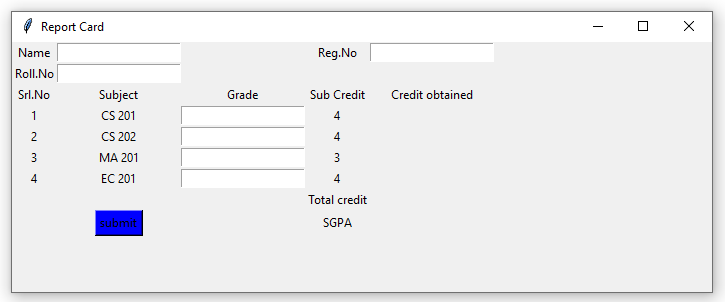 Report Card
Name Reg.No
Roll.No
Srl.No Subject Grade Sub Credit Credit obtained
1 CS 201 4
2 CS 202 4
3 MA 201 3
4 EC 201 4
Total credit
submit SGPA